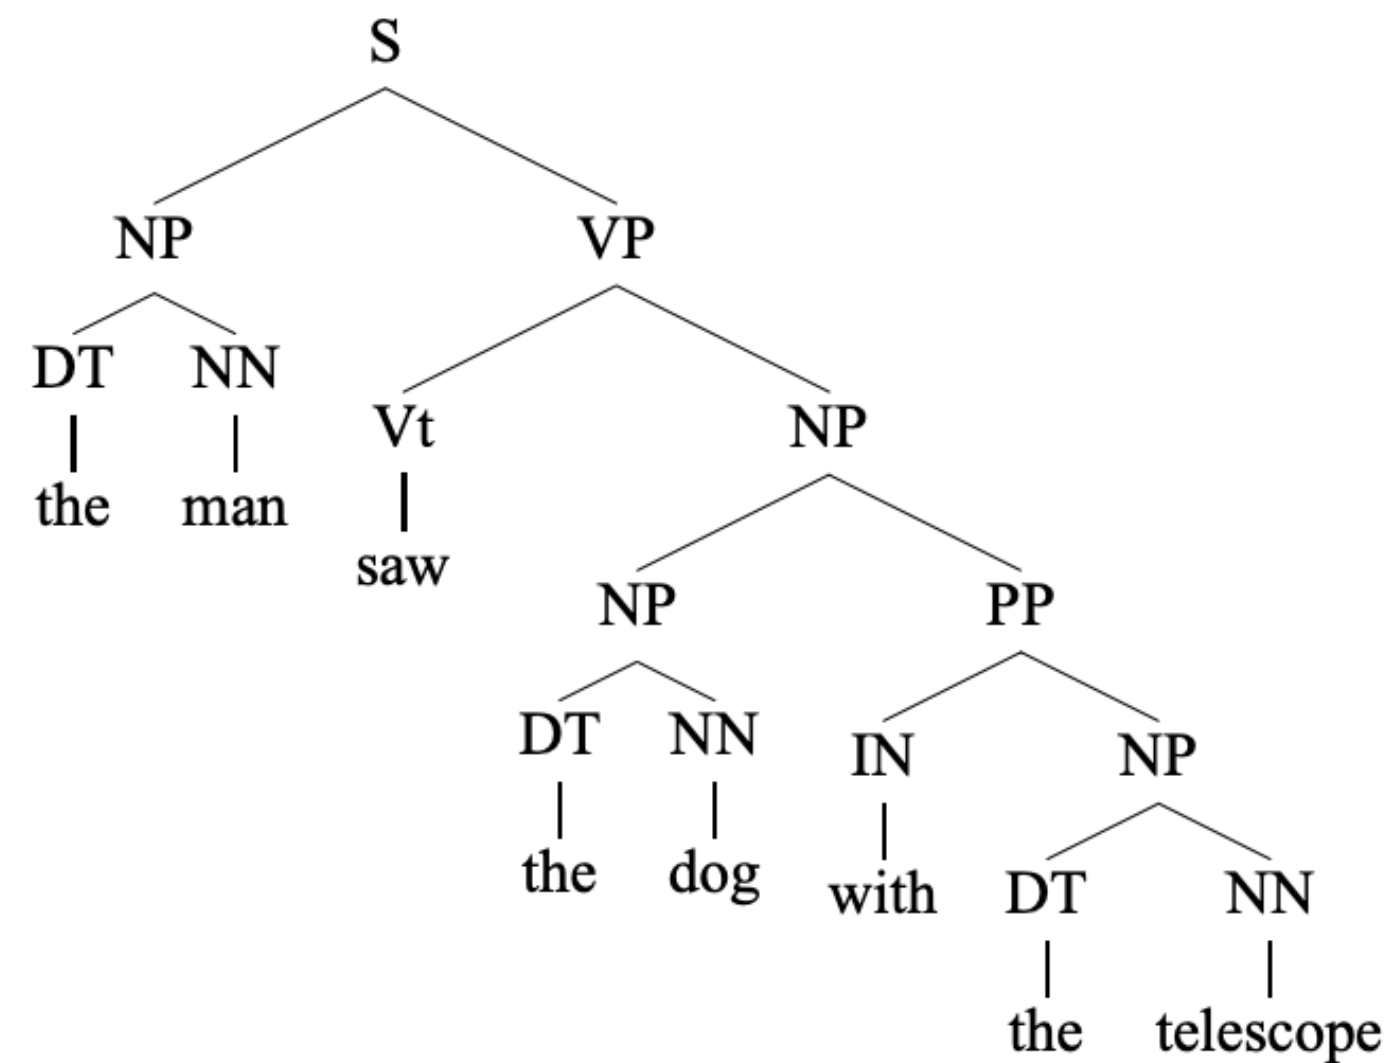 S
NP VP
DT NN
Vt NP
the man
saw
NP PP
DT NN
IN NP
the dog
with DT NN
the telescope